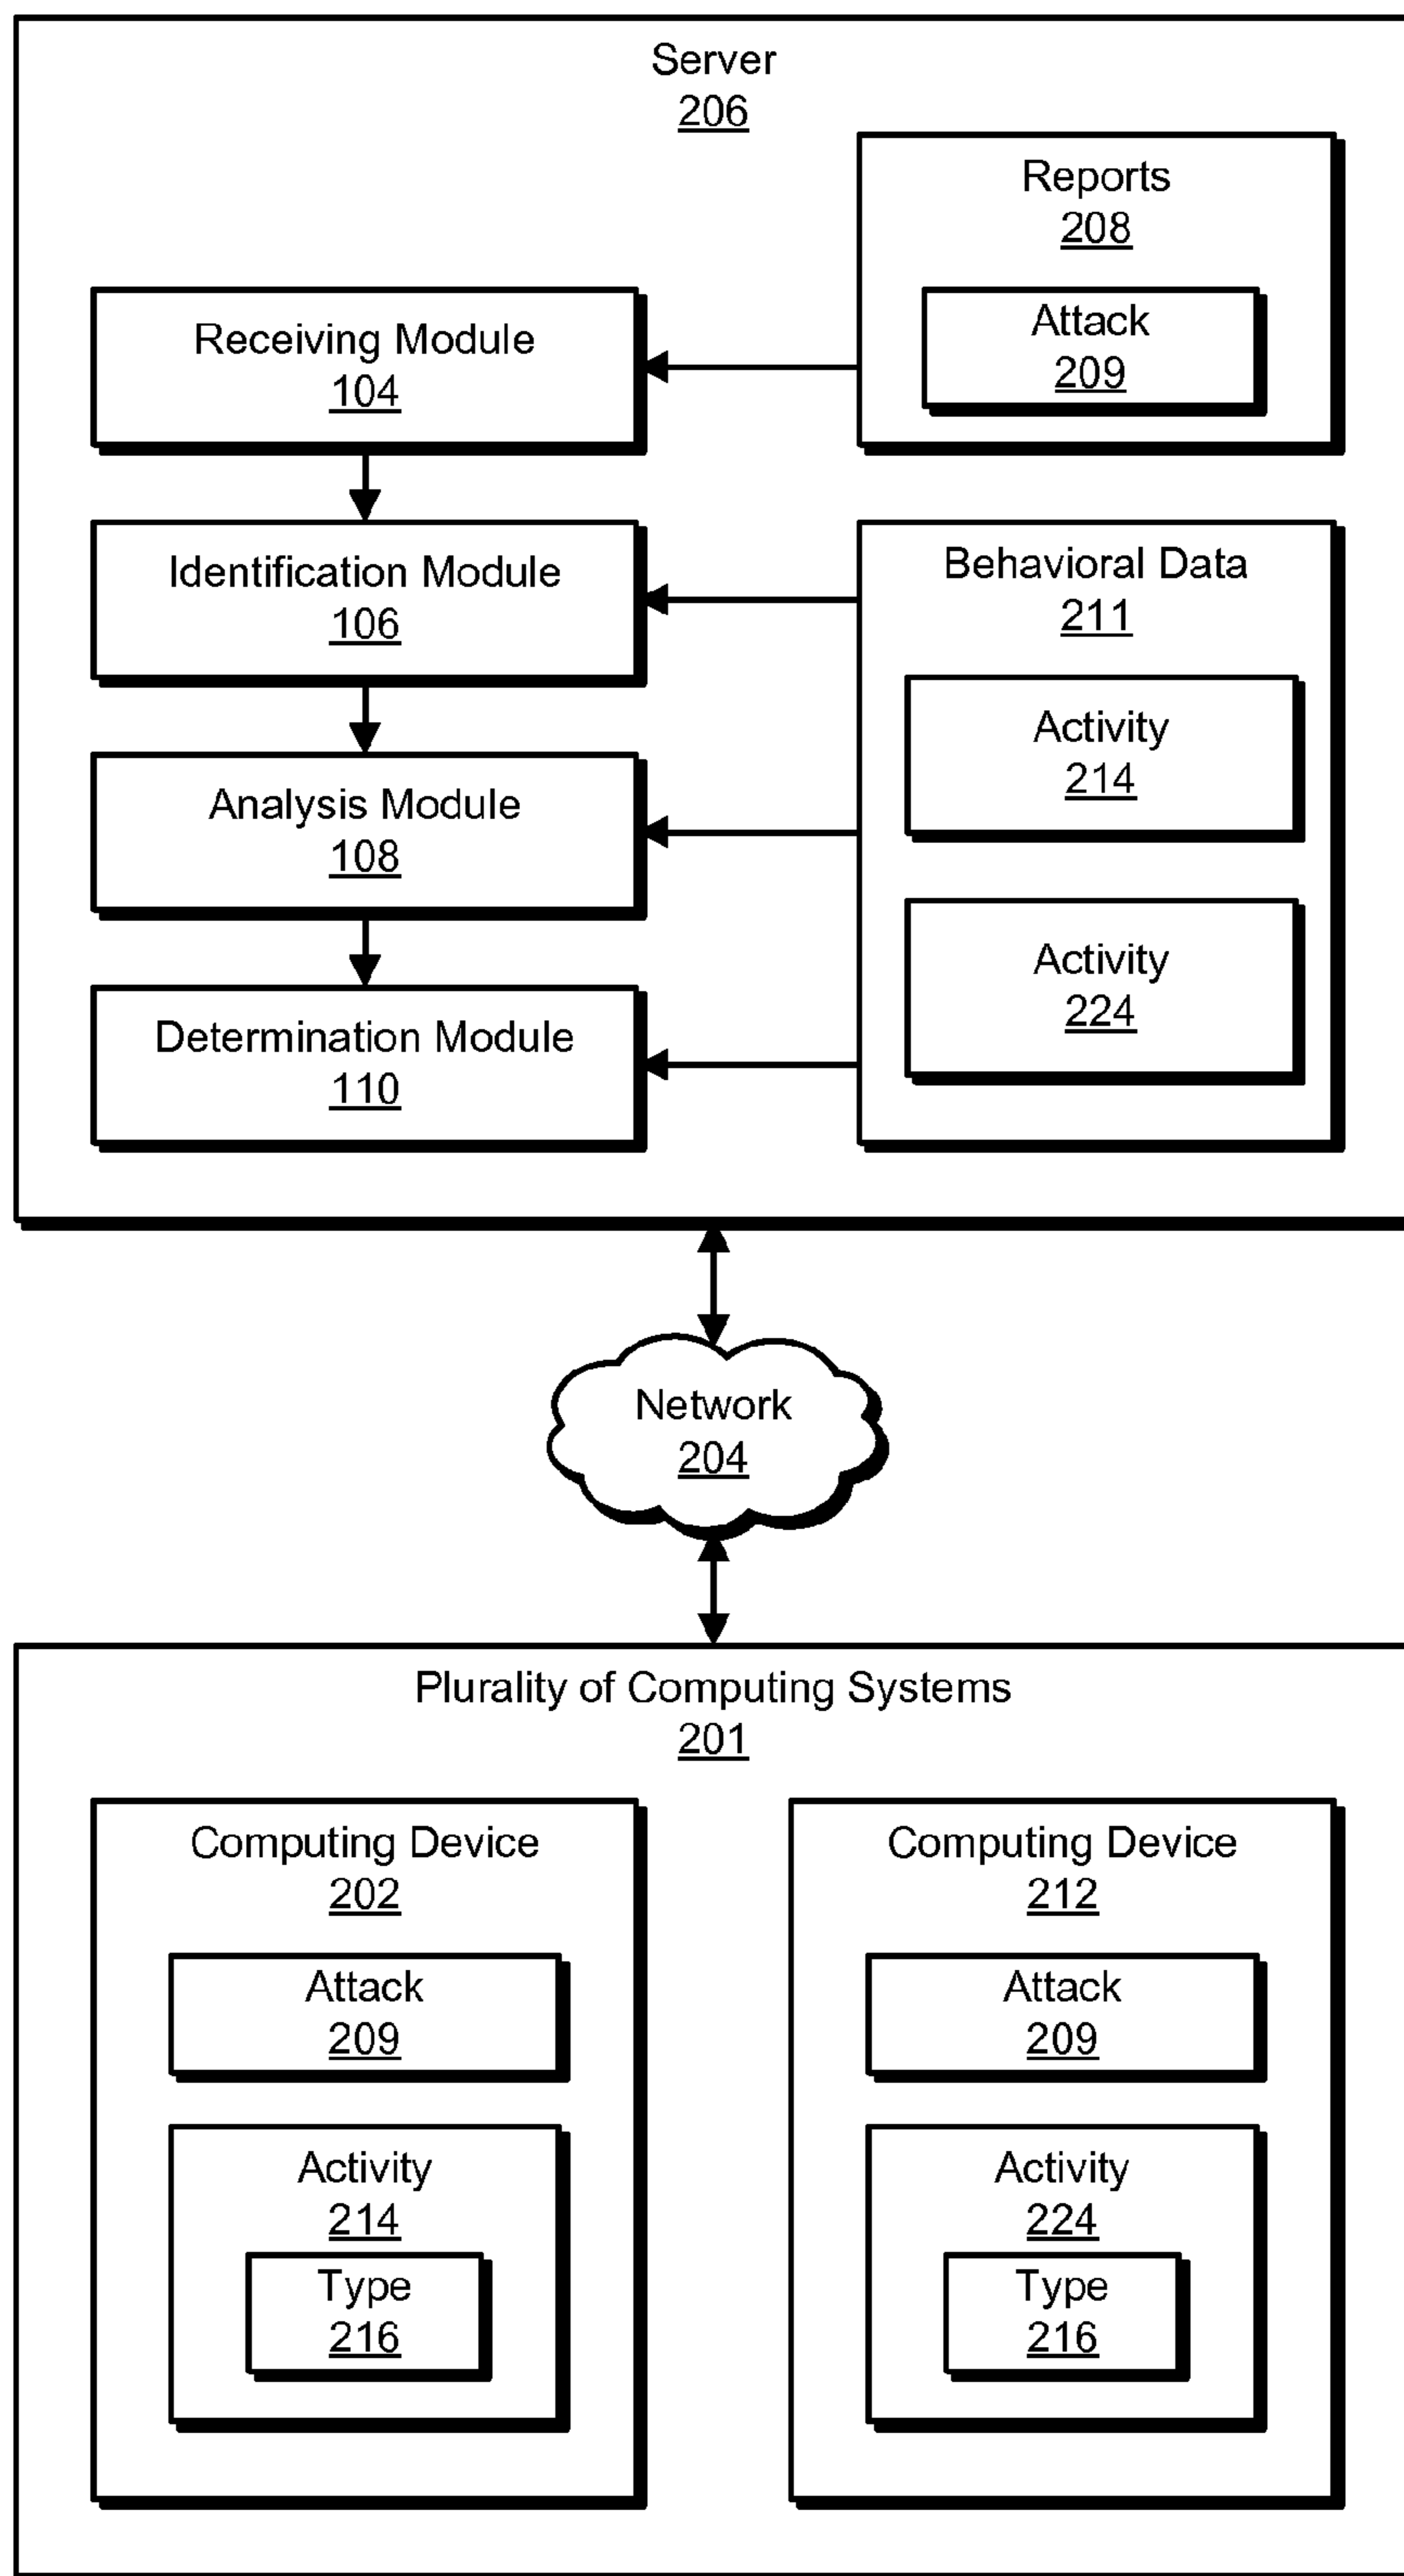 Server
206
Reports
208
Attack
209
Receiving Module
104
Identification Module
106
Behavioral Data
211
Activity
214
Analysis Module
108
Activity
224
Determination Module
110
Network
204
Plurality of Computing Systems
201
Computing Device
202
Attack
209
Activity
214
Type
216
Computing Device
212
Attack
209
Activity
224
Type
216